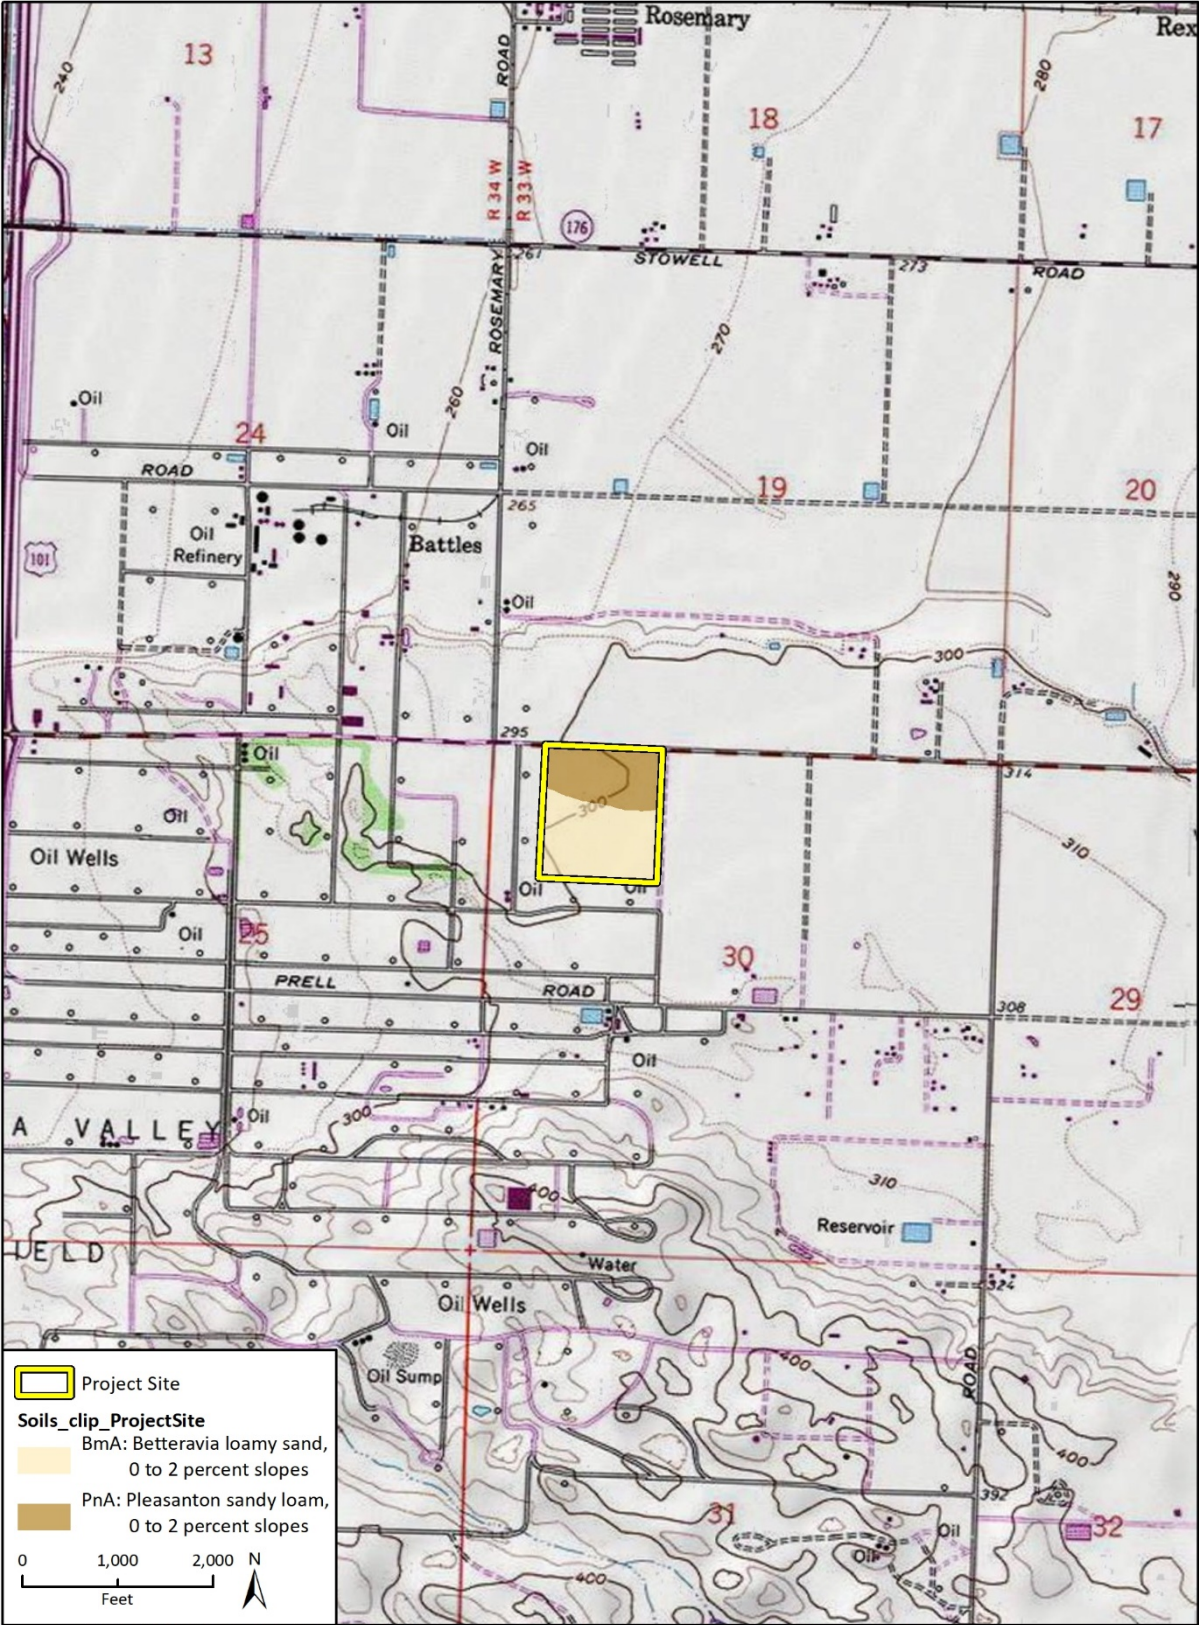 Rosemary
Rex
13
ROAD
240
280
18
17
R 34 W
R 33 W
176
261
STOWELL
273
ROAD
ROSEMARY
270
260
Oil
24
Oil
Oil
ROAD
19
20
265
Oil
Refinery
Battles
101
290
Oil
300
295
314
Oil
300
Oil
310
Oil Wells
Oil
Oil
Oil
25
30
PRELL
ROAD
308
29
Oil
Oil
300
A VALLEY
310
400
Reservoir
IELD
Water
324
Oil Wells
400
Oil Sump
ROAD
400
392
31
Oil
32
Oil
400
Project Site
Soils_clip_ProjectSite
BmA: Betteravia loamy sand,
0 to 2 percent slopes
PnA: Pleasanton sandy loam,
0 to 2 percent slopes
0 1,000 2,000 N
Feet